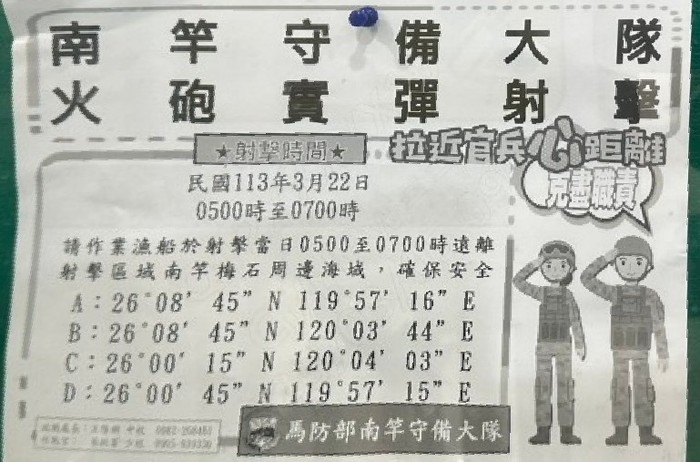 南竿守備大隊
火砲實彈射擊
★射擊時間★
拉近官兵心距離
克盡職責
民國113年3月22日
0500時至0700時
請作業漁船於射擊當日0500至0700時遠離
射擊區域南竿梅石周邊海域，確保安全
A：26°08' 45" N 119°57' 16" E
B：26°08' 45" N 120°03' 44" E
C：26°00' 15" N 120°04' 03" E
D：26°00' 45" N 119°57' 15" E
馬防部南竿守備大隊